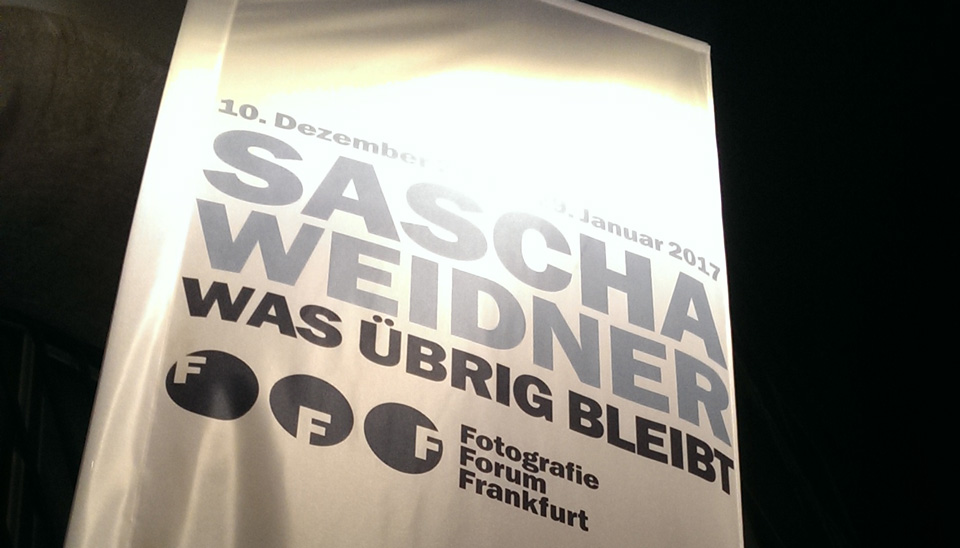 10. Dezember
Januar 2017
SASCHA
WEIDNER
WAS ÜBRIG BLEIBT
F F F
Fotografie
Forum
Frankfurt